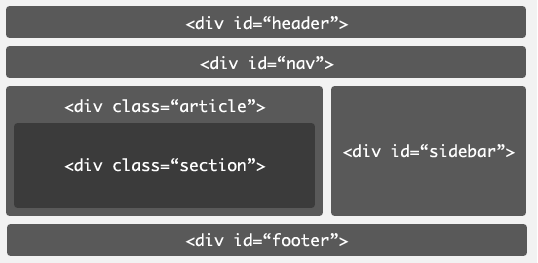 <div id=“header”>
<div id=“nav”>
<div class=“article”>
<div class=“section”>
<div id=“sidebar”>
<div id=“footer”>